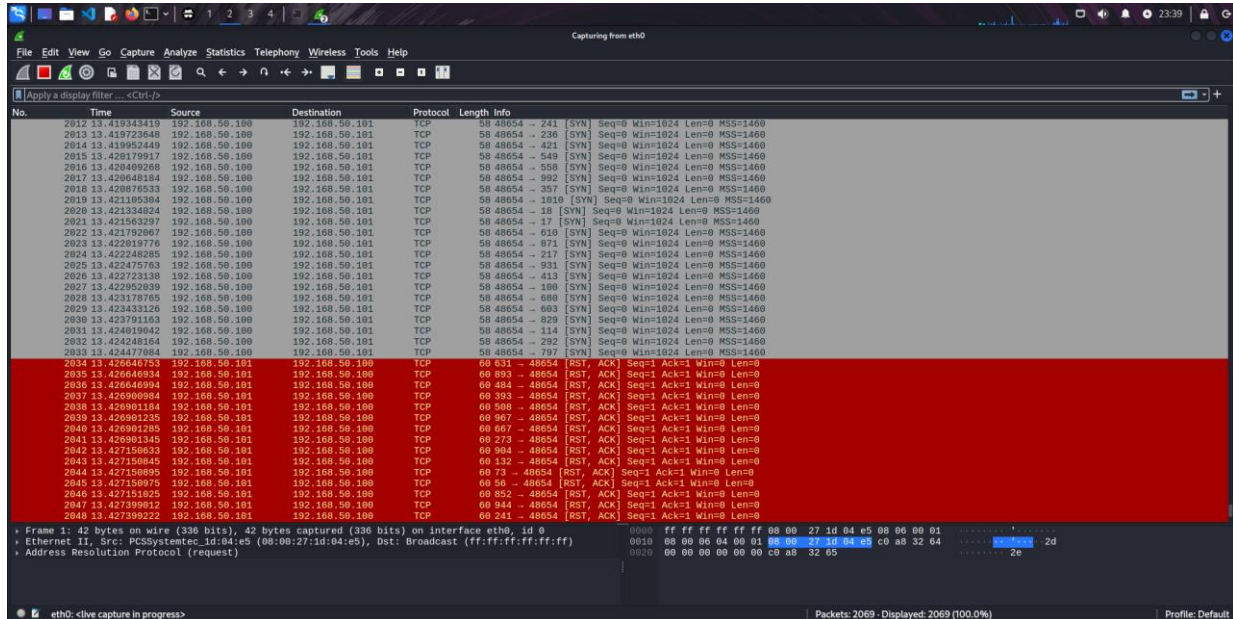 1 2 3 4 23:39
Capturing from eth0
File Edit View Go Capture Analyze Statistics Telephony Wireless Tools Help
Apply a display filter ... <Ctrl-/>
No. Time Source Destination Protocol Length Info
2012 13.419343419 192.168.50.100 192.168.50.101 TCP 58 48654 → 241 [SYN] Seq=0 Win=1024 Len=0 MSS=1460
2013 13.419723648 192.168.50.100 192.168.50.101 TCP 58 48654 → 236 [SYN] Seq=0 Win=1024 Len=0 MSS=1460
2014 13.419952449 192.168.50.100 192.168.50.101 TCP 58 48654 → 421 [SYN] Seq=0 Win=1024 Len=0 MSS=1460
2015 13.420179917 192.168.50.100 192.168.50.101 TCP 58 48654 → 549 [SYN] Seq=0 Win=1024 Len=0 MSS=1460
2016 13.420409268 192.168.50.100 192.168.50.101 TCP 58 48654 → 558 [SYN] Seq=0 Win=1024 Len=0 MSS=1460
2017 13.420648184 192.168.50.100 192.168.50.101 TCP 58 48654 → 992 [SYN] Seq=0 Win=1024 Len=0 MSS=1460
2018 13.420876533 192.168.50.100 192.168.50.101 TCP 58 48654 → 357 [SYN] Seq=0 Win=1024 Len=0 MSS=1460
2019 13.421105304 192.168.50.100 192.168.50.101 TCP 58 48654 → 1010 [SYN] Seq=0 Win=1024 Len=0 MSS=1460
2020 13.421334024 192.168.50.100 192.168.50.101 TCP 58 48654 → 18 [SYN] Seq=0 Win=1024 Len=0 MSS=1460
2021 13.421563297 192.168.50.100 192.168.50.101 TCP 58 48654 → 17 [SYN] Seq=0 Win=1024 Len=0 MSS=1460
2022 13.421792067 192.168.50.100 192.168.50.101 TCP 58 48654 → 610 [SYN] Seq=0 Win=1024 Len=0 MSS=1460
2023 13.422019776 192.168.50.100 192.168.50.101 TCP 58 48654 → 871 [SYN] Seq=0 Win=1024 Len=0 MSS=1460
2024 13.422248285 192.168.50.100 192.168.50.101 TCP 58 48654 → 217 [SYN] Seq=0 Win=1024 Len=0 MSS=1460
2025 13.422475763 192.168.50.100 192.168.50.101 TCP 58 48654 → 931 [SYN] Seq=0 Win=1024 Len=0 MSS=1460
2026 13.422723138 192.168.50.100 192.168.50.101 TCP 58 48654 → 413 [SYN] Seq=0 Win=1024 Len=0 MSS=1460
2027 13.422952039 192.168.50.100 192.168.50.101 TCP 58 48654 → 100 [SYN] Seq=0 Win=1024 Len=0 MSS=1460
2028 13.423178765 192.168.50.100 192.168.50.101 TCP 58 48654 → 680 [SYN] Seq=0 Win=1024 Len=0 MSS=1460
2029 13.423433126 192.168.50.100 192.168.50.101 TCP 58 48654 → 603 [SYN] Seq=0 Win=1024 Len=0 MSS=1460
2030 13.423791163 192.168.50.100 192.168.50.101 TCP 58 48654 → 829 [SYN] Seq=0 Win=1024 Len=0 MSS=1460
2031 13.424019042 192.168.50.100 192.168.50.101 TCP 58 48654 → 114 [SYN] Seq=0 Win=1024 Len=0 MSS=1460
2032 13.424248164 192.168.50.100 192.168.50.101 TCP 58 48654 → 292 [SYN] Seq=0 Win=1024 Len=0 MSS=1460
2033 13.424477084 192.168.50.100 192.168.50.101 TCP 58 48654 → 797 [SYN] Seq=0 Win=1024 Len=0 MSS=1460
2034 13.426646753 192.168.50.101 192.168.50.100 TCP 60 631 → 48654 [RST, ACK] Seq=1 Ack=1 Win=0 Len=0
2035 13.426646934 192.168.50.101 192.168.50.100 TCP 60 893 → 48654 [RST, ACK] Seq=1 Ack=1 Win=0 Len=0
2036 13.426646994 192.168.50.101 192.168.50.100 TCP 60 484 → 48654 [RST, ACK] Seq=1 Ack=1 Win=0 Len=0
2037 13.426900984 192.168.50.101 192.168.50.100 TCP 60 393 → 48654 [RST, ACK] Seq=1 Ack=1 Win=0 Len=0
2038 13.426901184 192.168.50.101 192.168.50.100 TCP 60 508 → 48654 [RST, ACK] Seq=1 Ack=1 Win=0 Len=0
2039 13.426901235 192.168.50.101 192.168.50.100 TCP 60 967 → 48654 [RST, ACK] Seq=1 Ack=1 Win=0 Len=0
2040 13.426901285 192.168.50.101 192.168.50.100 TCP 60 667 → 48654 [RST, ACK] Seq=1 Ack=1 Win=0 Len=0
2041 13.426901345 192.168.50.101 192.168.50.100 TCP 60 273 → 48654 [RST, ACK] Seq=1 Ack=1 Win=0 Len=0
2042 13.427150633 192.168.50.101 192.168.50.100 TCP 60 904 → 48654 [RST, ACK] Seq=1 Ack=1 Win=0 Len=0
2043 13.427150845 192.168.50.101 192.168.50.100 TCP 60 132 → 48654 [RST, ACK] Seq=1 Ack=1 Win=0 Len=0
2044 13.427150895 192.168.50.101 192.168.50.100 TCP 60 73 → 48654 [RST, ACK] Seq=1 Ack=1 Win=0 Len=0
2045 13.427150975 192.168.50.101 192.168.50.100 TCP 60 56 → 48654 [RST, ACK] Seq=1 Ack=1 Win=0 Len=0
2046 13.427151025 192.168.50.101 192.168.50.100 TCP 60 852 → 48654 [RST, ACK] Seq=1 Ack=1 Win=0 Len=0
2047 13.427399012 192.168.50.101 192.168.50.100 TCP 60 944 → 48654 [RST, ACK] Seq=1 Ack=1 Win=0 Len=0
2048 13.427399222 192.168.50.101 192.168.50.100 TCP 60 241 → 48654 [RST, ACK] Seq=1 Ack=1 Win=0 Len=0
Frame 1: 42 bytes on wire (336 bits), 42 bytes captured (336 bits) on interface eth0, id 0
Ethernet II, Src: PCSSystemtec_1d:04:e5 (08:00:27:1d:04:e5), Dst: Broadcast (ff:ff:ff:ff:ff:ff)
Address Resolution Protocol (request)
0000 ff ff ff ff ff ff 08 00 27 1d 04 e5 08 06 00 01 ········ '·······
0010 08 00 06 04 00 01 08 00 27 1d 04 e5 c0 a8 32 64 ········ '·····2d
0020 00 00 00 00 00 00 c0 a8 32 65 ········ 2e
eth0: <live capture in progress> Packets: 2069 · Displayed: 2069 (100.0%) Profile: Default